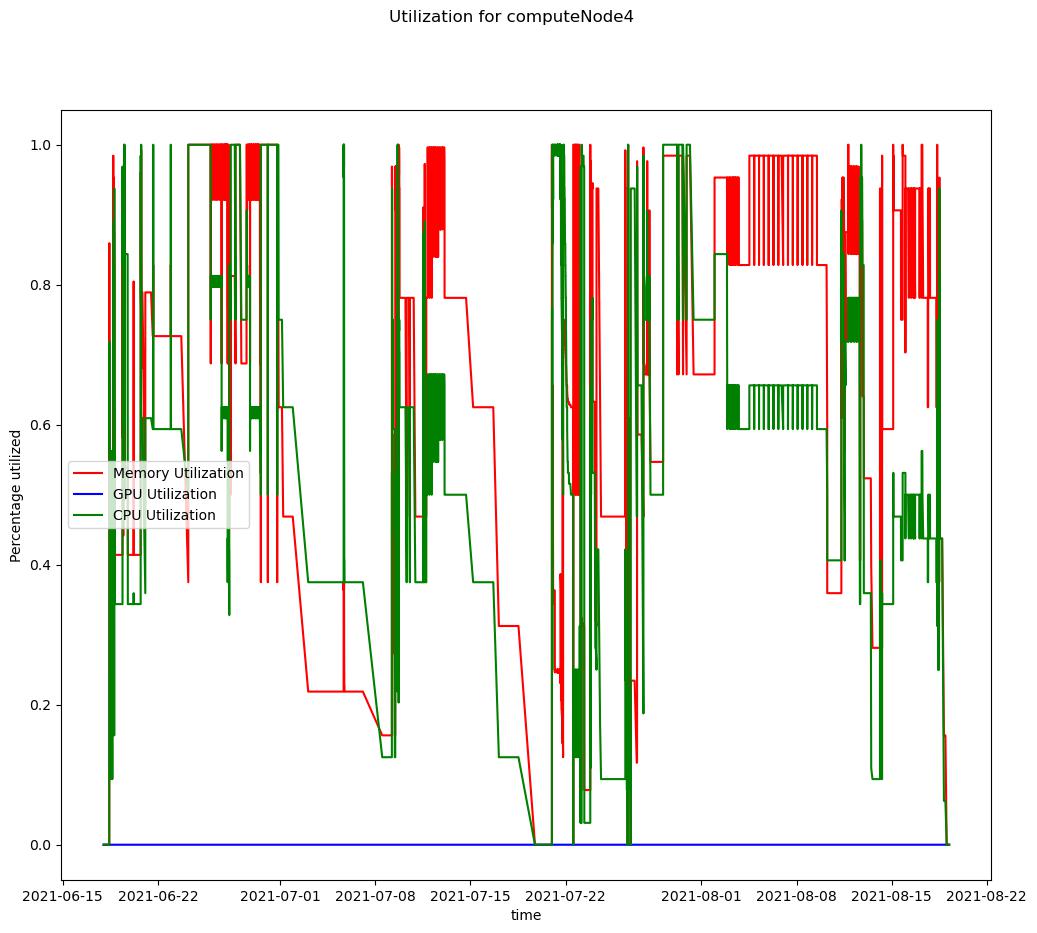 Utilization for computeNode4
1.0
0.8
0.6
0.4
0.2
0.0
Percentage utilized
Memory Utilization
GPU Utilization
CPU Utilization
2021-06-15 2021-06-22 2021-07-01 2021-07-08 2021-07-15 2021-07-22 2021-08-01 2021-08-08 2021-08-15 2021-08-22
time